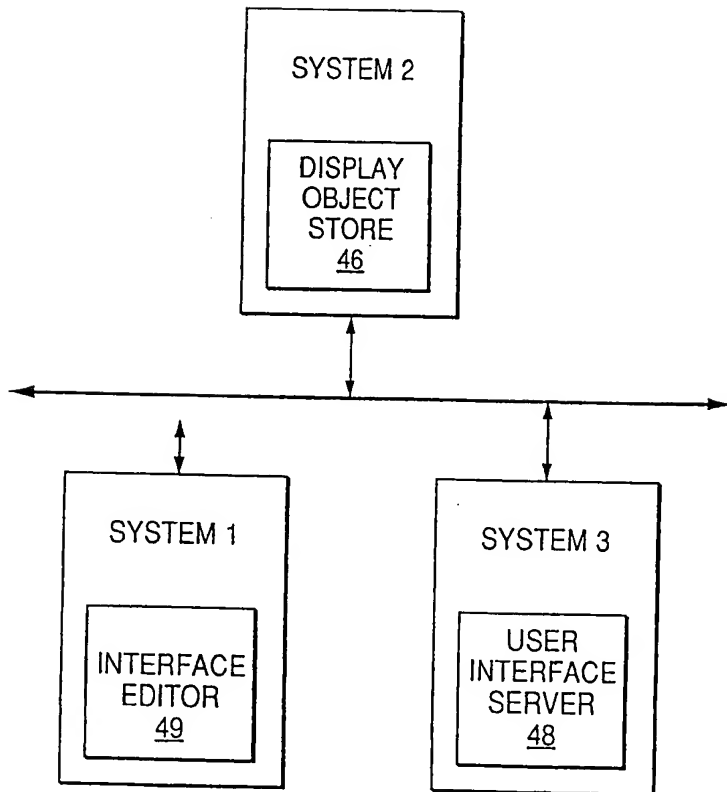 SYSTEM 2
DISPLAY
OBJECT
STORE
46
SYSTEM 1
INTERFACE
EDITOR
49
SYSTEM 3
USER
INTERFACE
SERVER
48